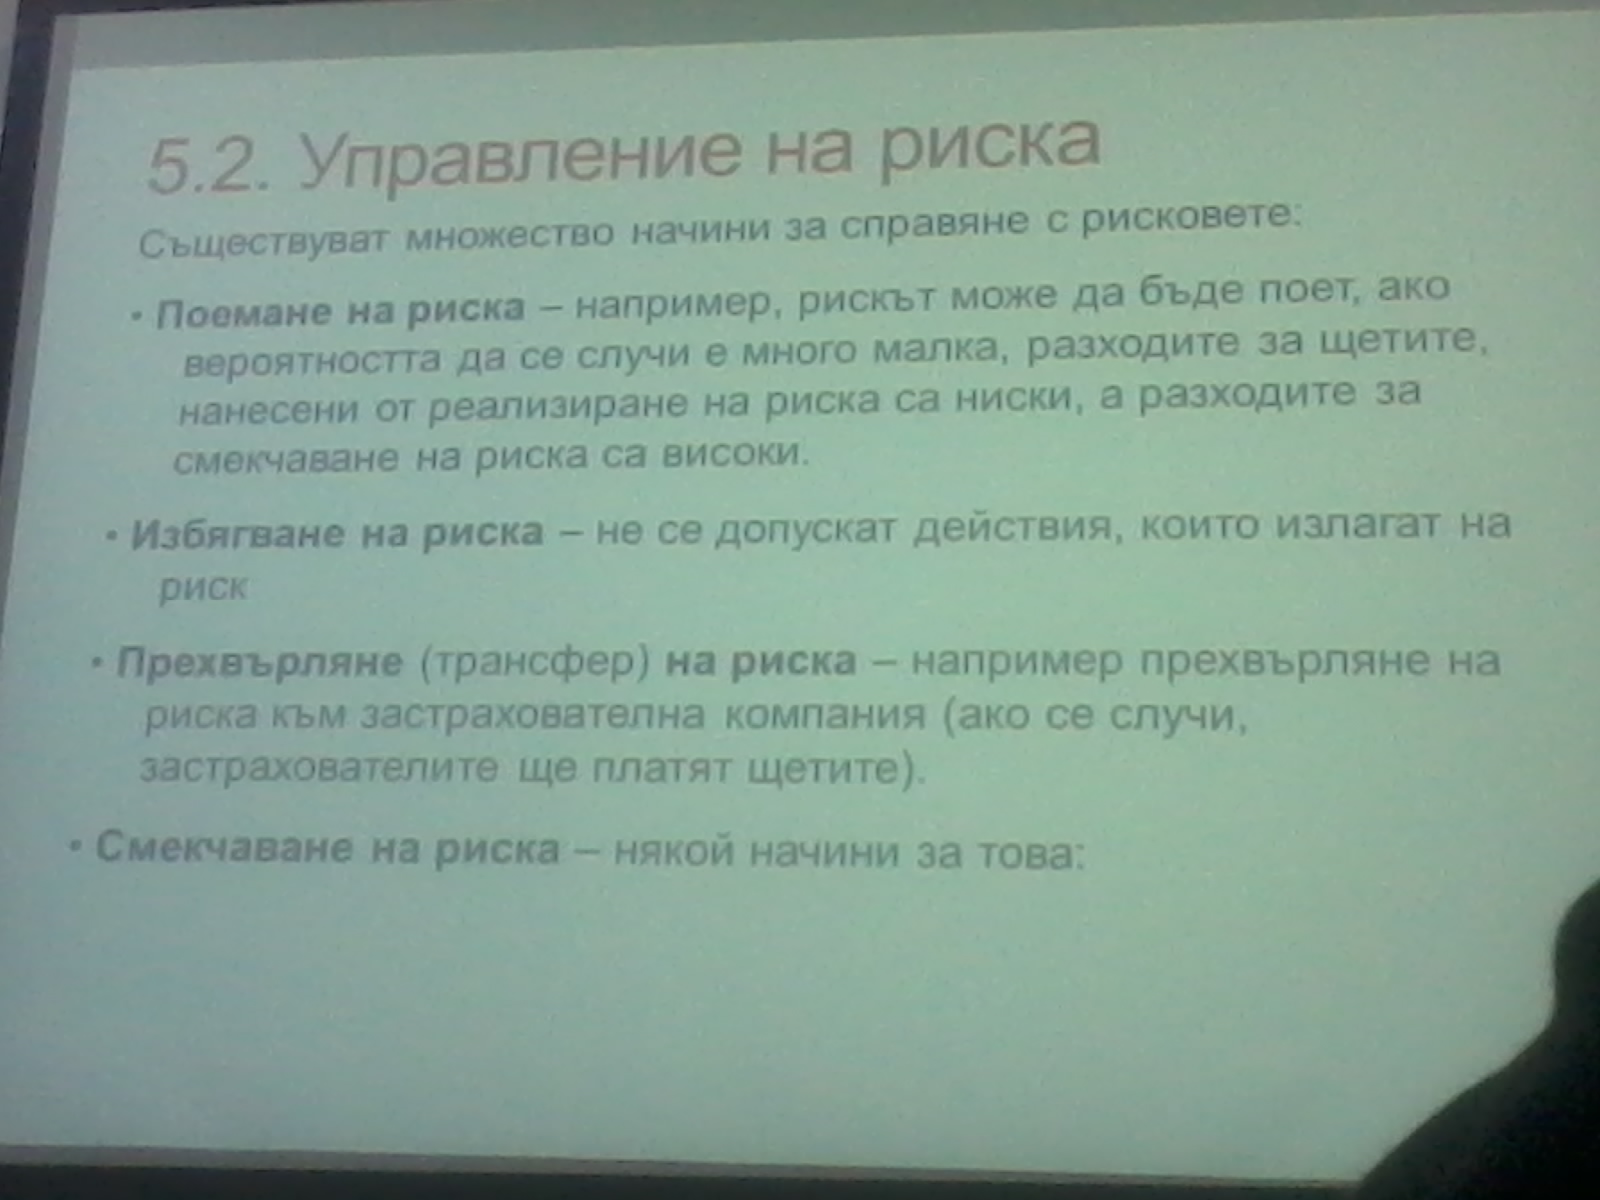 5.2. Управление на риска
Съществуват множество начини за справяне с рисковете:
• Поемане на риска – например, рискът може да бъде поет, ако
вероятността да се случи е много малка, разходите за щетите,
нанесени от реализиране на риска са ниски, а разходите за
смекчаване на риска са високи.
• Избягване на риска – не се допускат действия, които излагат на
риск
• Прехвърляне (трансфер) на риска – например прехвърляне на
риска към застрахователна компания (ако се случи,
застрахователите ще платят щетите).
• Смекчаване на риска – някой начини за това: